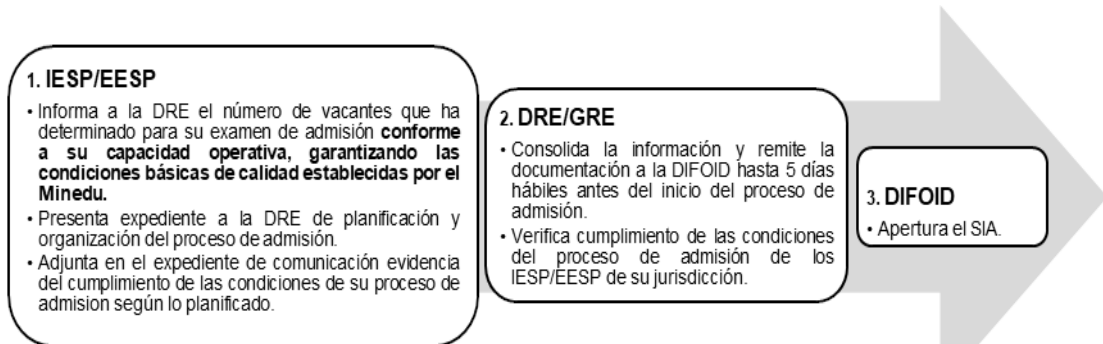 1. IESP/EESP
• Informa a la DRE el número de vacantes que ha
determinado para su examen de admisión conforme
a su capacidad operativa, garantizando las
condiciones básicas de calidad establecidas por el
Minedu.
• Presenta expediente a la DRE de planificación y
organización del proceso de admisión.
• Adjunta en el expediente de comunicación evidencia
del cumplimiento de las condiciones de su proceso de
admision según lo planificado.
2. DRE/GRE
• Consolida la información y remite la
documentación a la DIFOID hasta 5 días
hábiles antes del inicio del proceso de
admisión.
• Verifica cumplimiento de las condiciones
del proceso de admisión de los
IESP/EESP de su jurisdicción.
3. DIFOID
• Apertura el SIA.